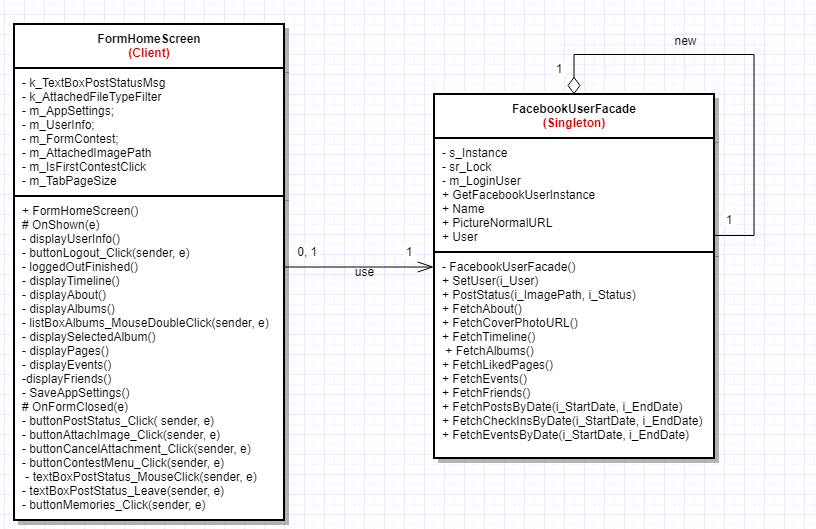 FormHomeScreen
(Client)
- k_TextBoxPostStatusMsg
- k_AttachedFileTypeFilter
- m_AppSettings;
- m_UserInfo;
- m_FormContest;
- m_AttachedImagePath
- m_IsFirstContestClick
- m_TabPageSize
+ FormHomeScreen()
# OnShown(e)
- displayUserInfo()
- buttonLogout_Click(sender, e)
- loggedOutFinished()
- displayTimeline()
- displayAbout()
- displayAlbums()
- listBoxAlbums_MouseDoubleClick(sender, e)
- displaySelectedAlbum()
- displayPages()
- displayEvents()
-displayFriends()
- SaveAppSettings()
# OnFormClosed(e)
- buttonPostStatus_Click( sender, e)
- buttonAttachImage_Click(sender, e)
- buttonCancelAttachment_Click(sender, e)
- buttonContestMenu_Click(sender, e)
- textBoxPostStatus_MouseClick(sender, e)
- textBoxPostStatus_Leave(sender, e)
- buttonMemories_Click(sender, e)
0, 1
1
use
new
1
FacebookUserFacade
(Singleton)
- s_Instance
- sr_Lock
- m_LoginUser
+ GetFacebookUserInstance
+ Name
+ PictureNormalURL
+ User
1
- FacebookUserFacade()
+ SetUser(i_User)
+ PostStatus(i_ImagePath, i_Status)
+ FetchAbout()
+ FetchCoverPhotoURL()
+ FetchTimeline()
+ FetchAlbums()
+ FetchLikedPages()
+ FetchEvents()
+ FetchFriends()
+ FetchPostsByDate(i_StartDate, i_EndDate)
+ FetchCheckInsByDate(i_StartDate, i_EndDate)
+ FetchEventsByDate(i_StartDate, i_EndDate)